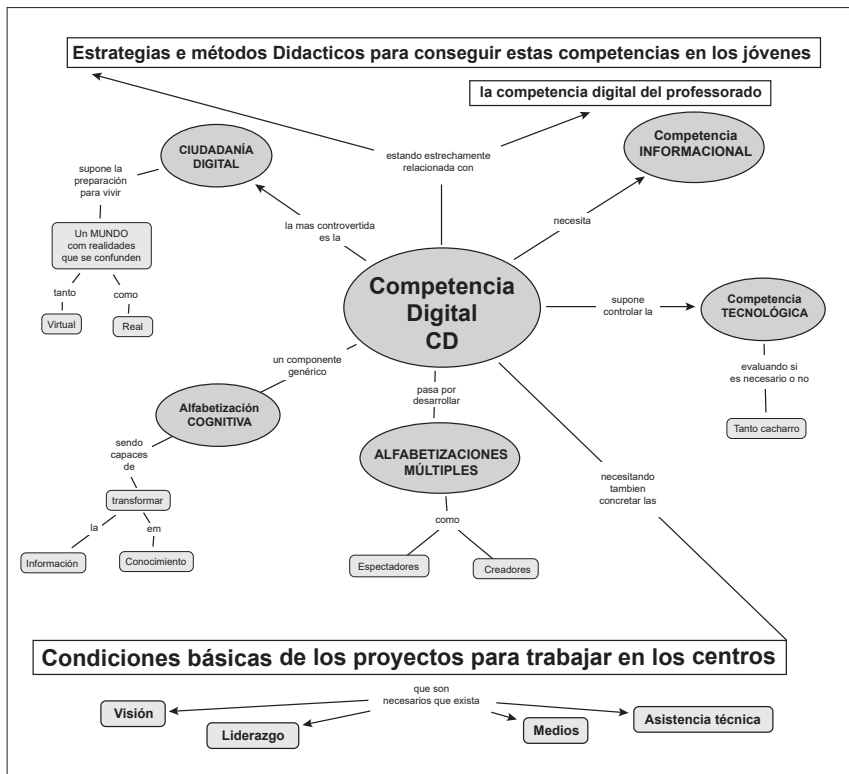 Estrategias e métodos Didacticos para conseguir estas competencias en los jóvenes
la competencia digital del professorado
CIUDADANÍA
DIGITAL
estando estrechamente
relacionada con
Competencia
INFORMACIONAL
supone la
preparación
para vivir
la mas controvertida
es la
necesita
Un MUNDO
com realidades
que se confunden
tanto
como
Virtual
Real
Competencia
Digital
CD
supone
controlar la
Competencia
TECNOLÓGICA
evaluando si
es necesario o no
Tanto cacharro
un componente
genérico
Alfabetización
COGNITIVA
sendo
capaces
de
transformar
la
em
Información
Conocimiento
pasa por
desarrollar
ALFABETIZACIONES
MÚLTIPLES
como
Espectadores
Creadores
necesitando
tambien
concretar las
Condiciones básicas de los proyectos para trabajar en los centros
que son
necesarios que exista
Visión
Liderazgo
Medios
Asistencia técnica